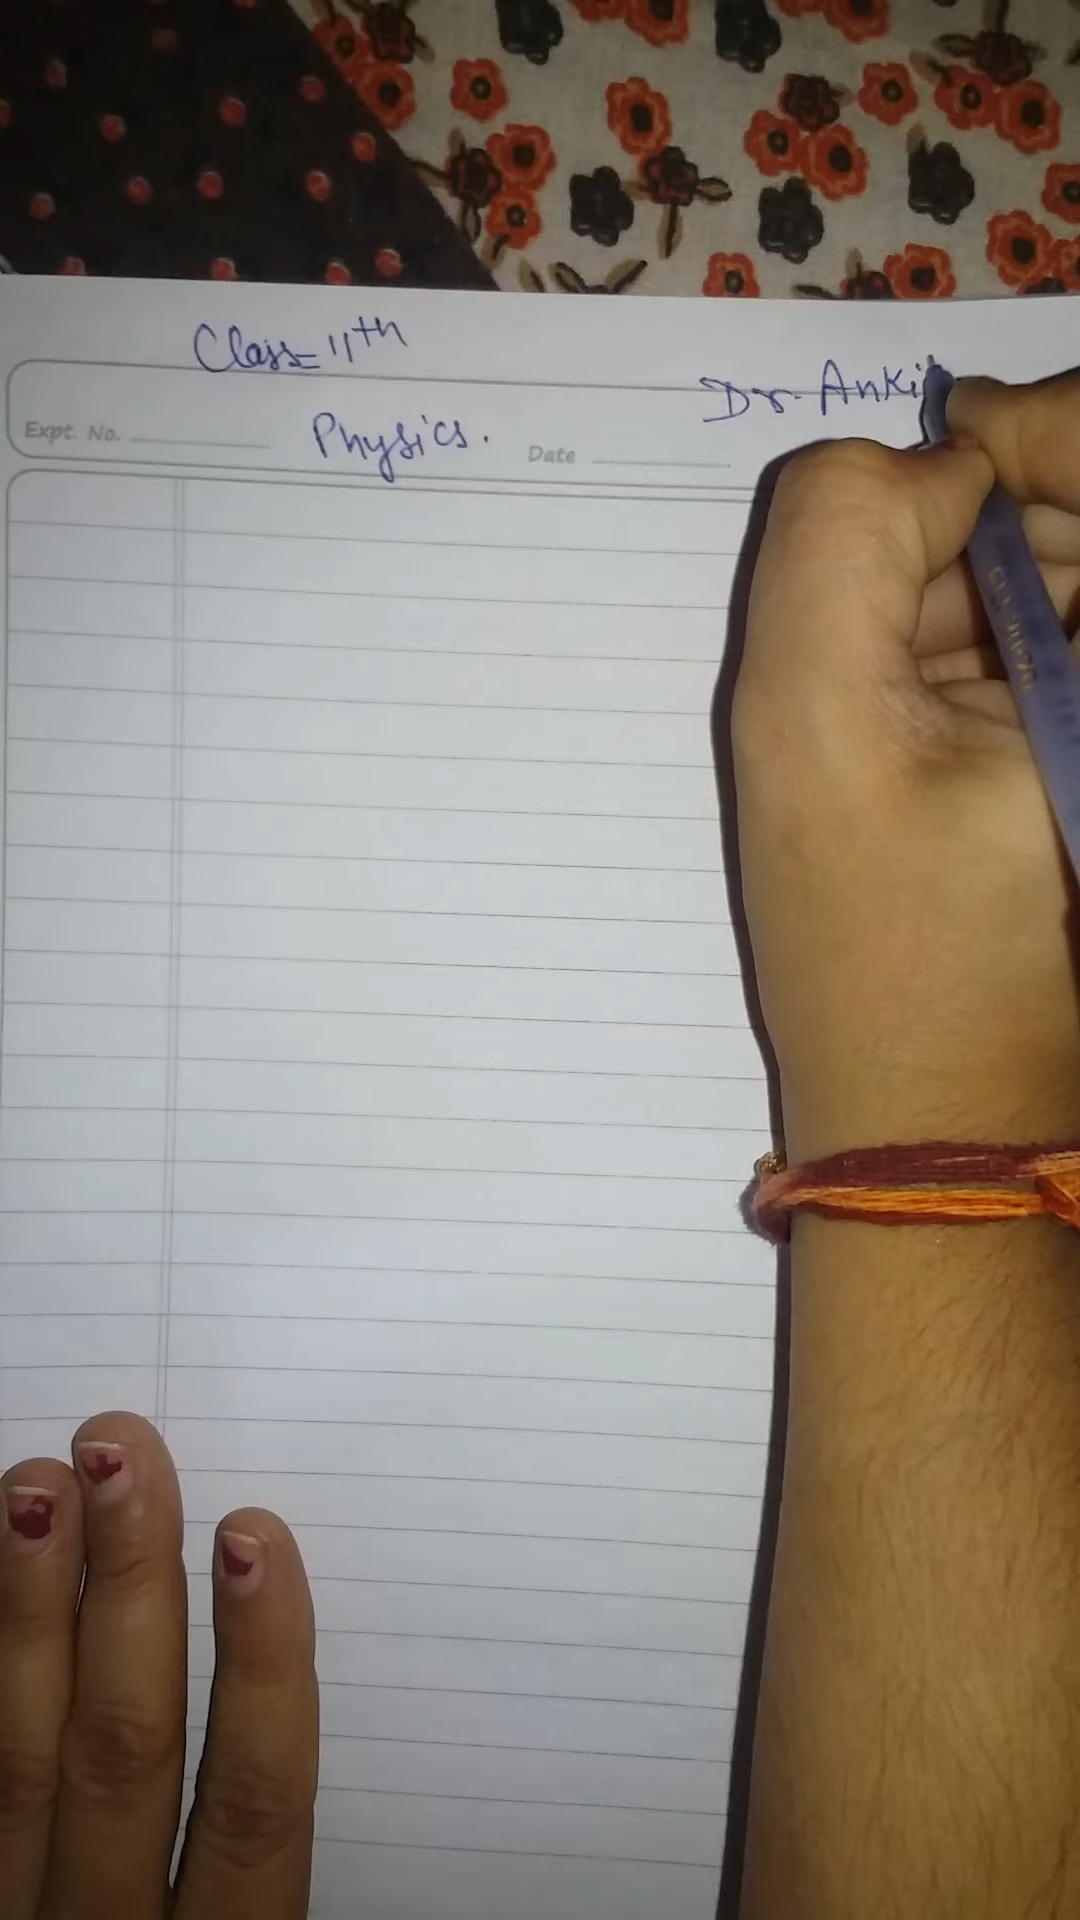 Class= 11th
Dr. Anki
Expt. No. Physics. Date